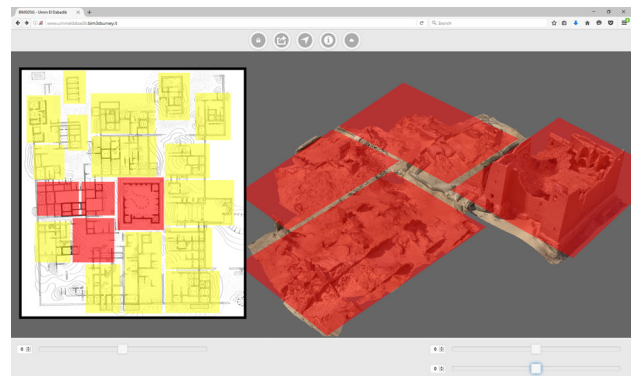 BIM3DSG - Umm El Dabadib
www.ummeldabadib.bim3dsurvey.it
Search
0
0
0